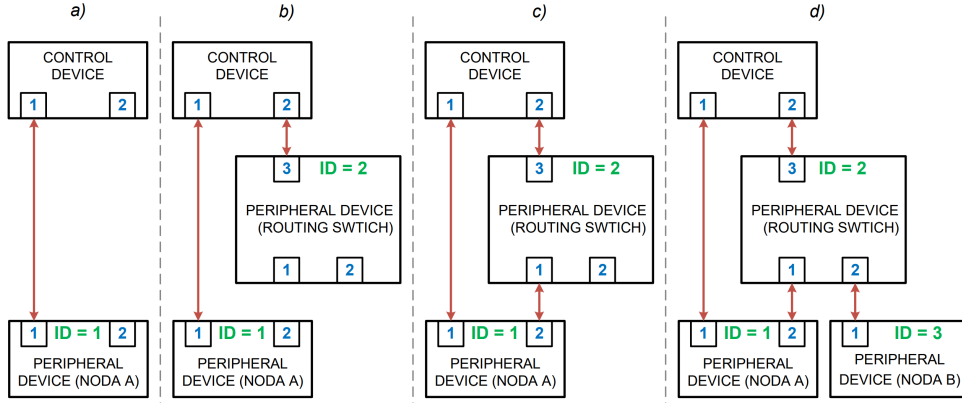 a)
CONTROL
DEVICE
1 2
1 ID = 1 2
PERIPHERAL
DEVICE (NODA A)
b)
CONTROL
DEVICE
1 2
3 ID = 2
PERIPHERAL DEVICE
(ROUTING SWTICH)
1 2
1 ID = 1 2
PERIPHERAL
DEVICE (NODA A)
c)
CONTROL
DEVICE
1 2
3 ID = 2
PERIPHERAL DEVICE
(ROUTING SWTICH)
1 2
1 ID = 1 2
PERIPHERAL
DEVICE (NODA A)
d)
CONTROL
DEVICE
1 2
3 ID = 2
PERIPHERAL DEVICE
(ROUTING SWTICH)
1 2
1 ID = 1 2
PERIPHERAL
DEVICE (NODA A)
1 ID = 3
PERIPHERAL
DEVICE (NODA B)